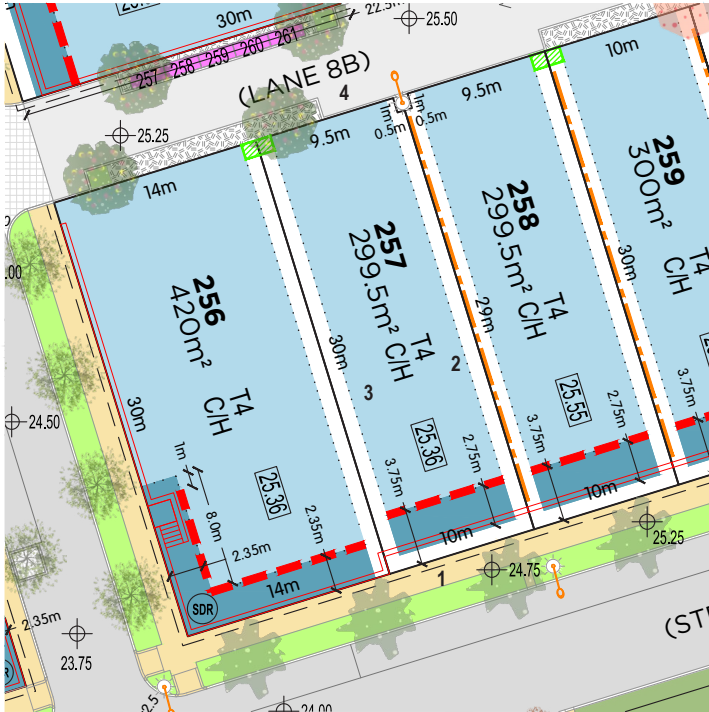 30m
22.5m
25.50
257 258 259 260 261
(LANE 8B)
4
10m
9.5m
25.25
1m 1m
0.5m 0.5m
9.5m
14m
259
300m²
T4
C/H
258
299.5m²
T4
C/H
257
299.5m²
T4
C/H
256
420m²
T4
C/H
.00
30m
29m
30m
30m
2
3
24.50
3.75m
2.75m
25.55
3.75m
2.75m
25.36
3.75m
1m
25.36
8.0m
2.35m
2.35m
10m
10m
14m
25.25
24.75
1
SDR
2.35m
23.75
(ST
2.5
24.00